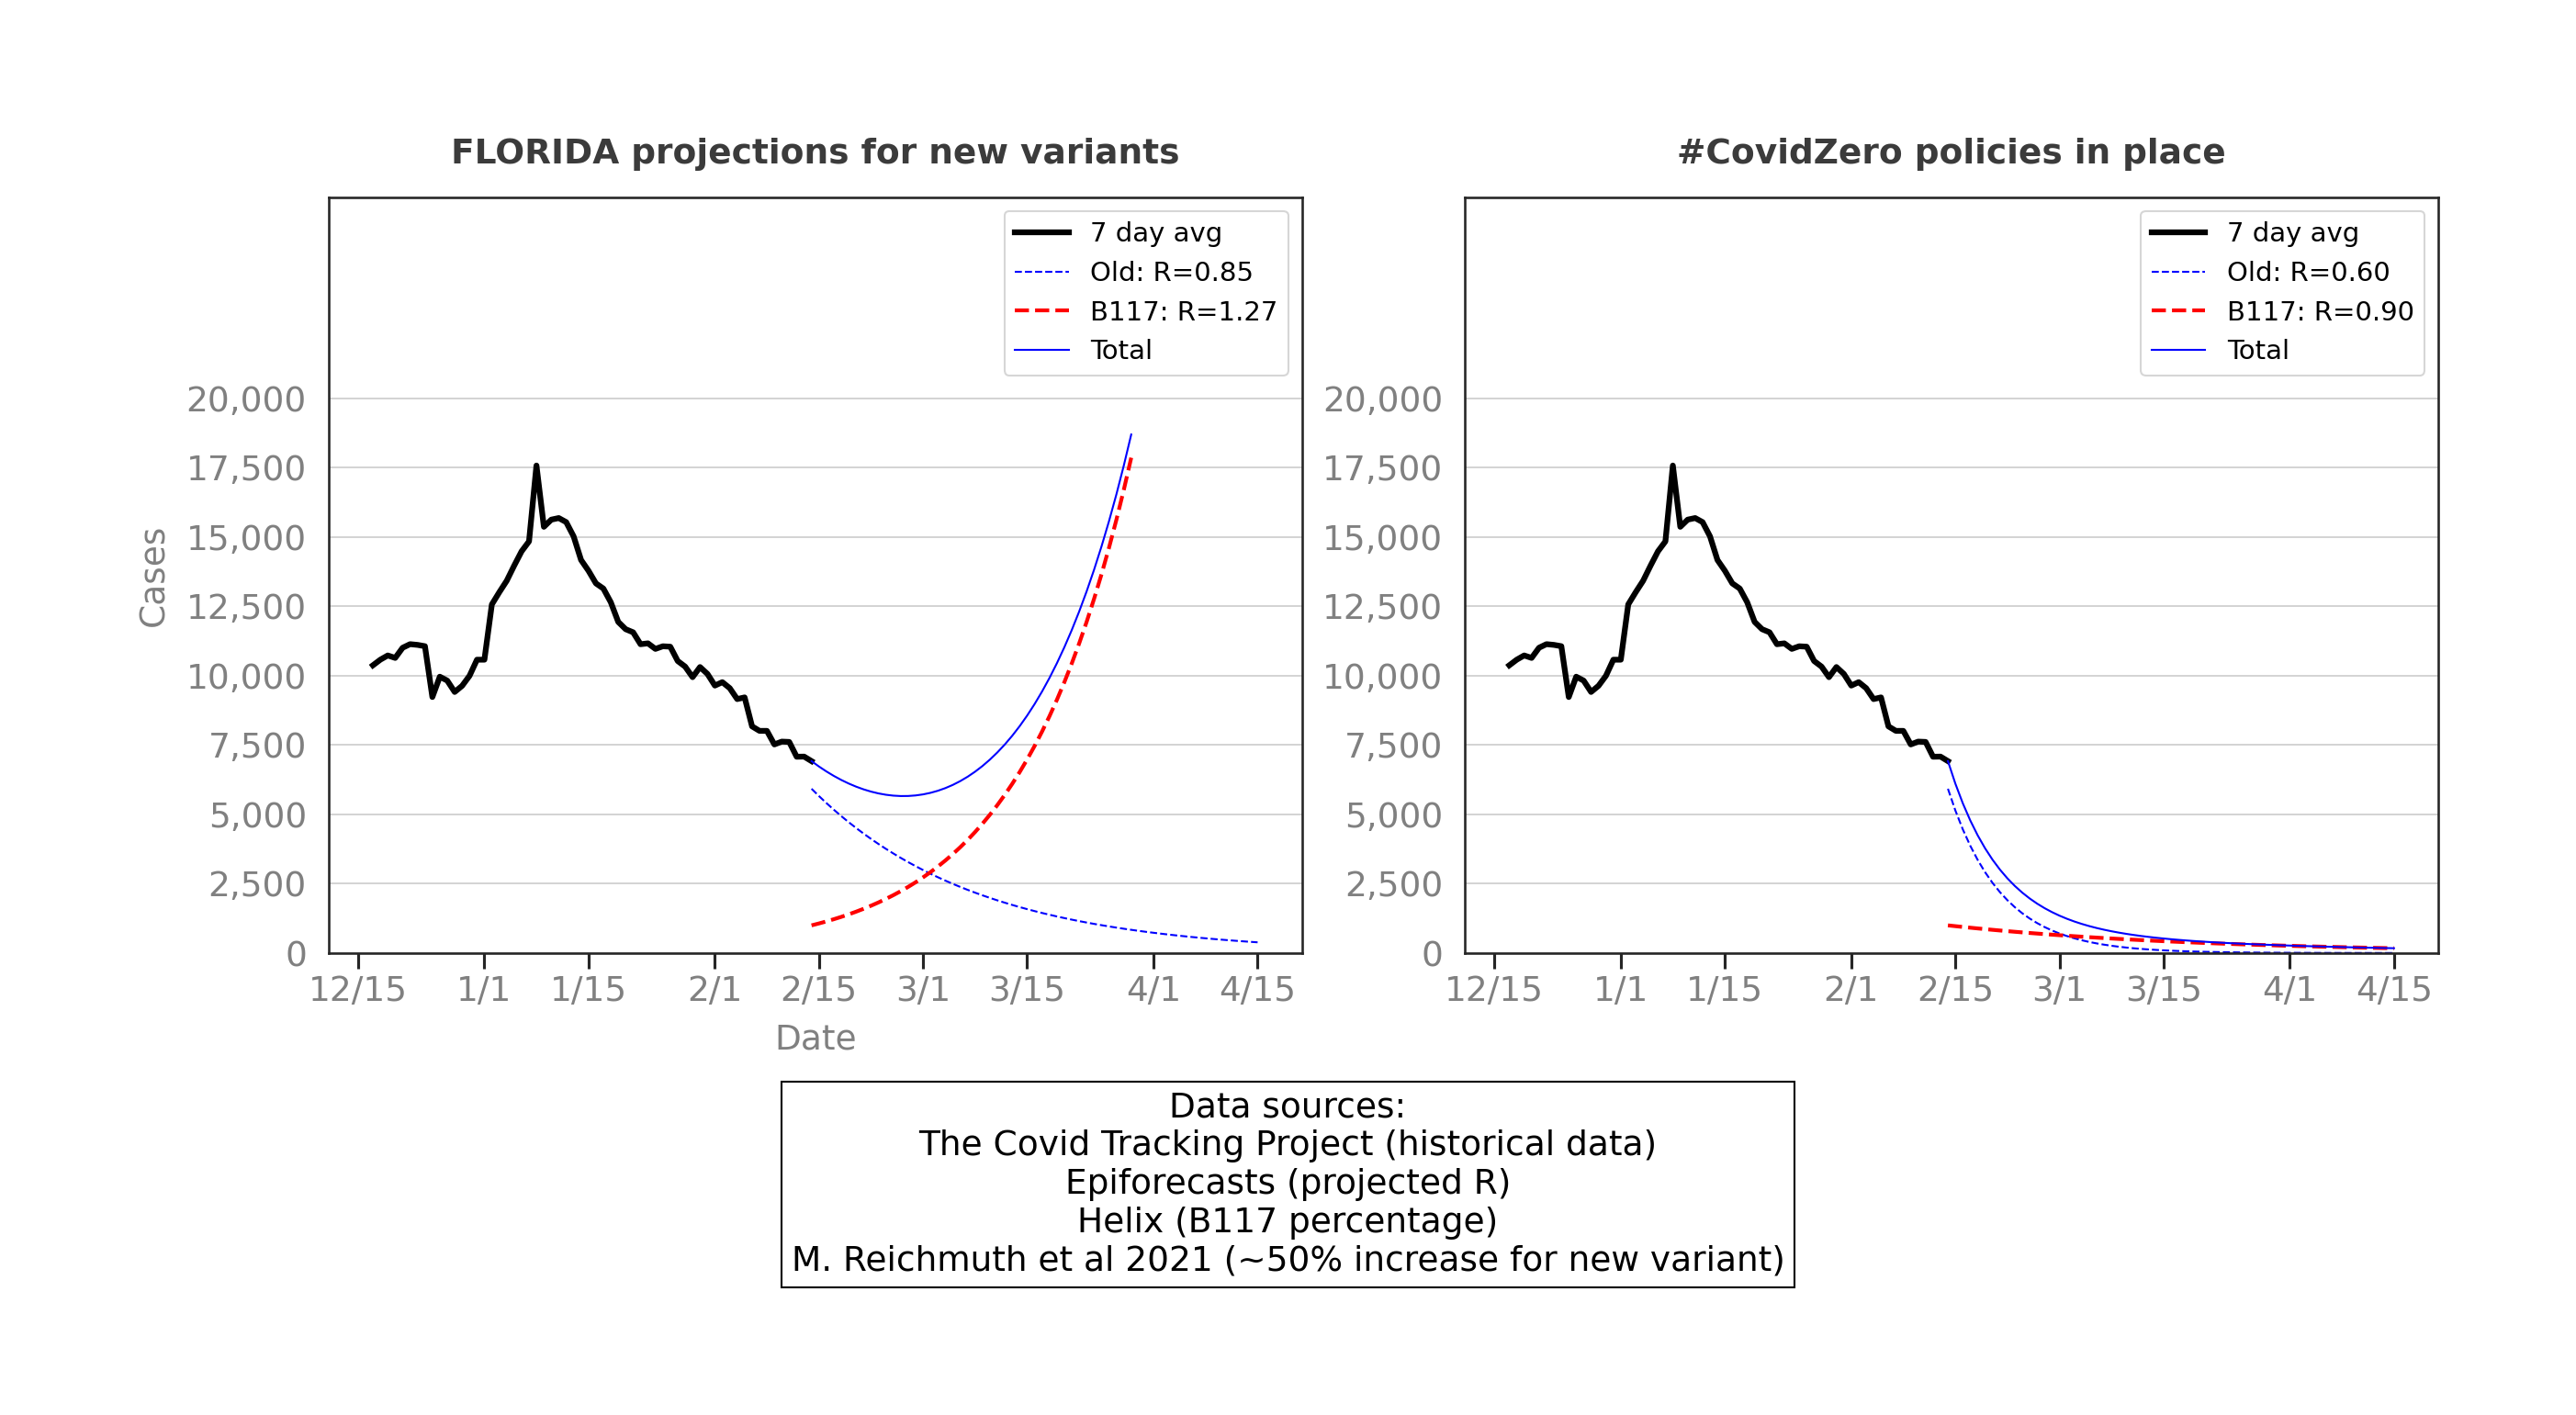 FLORIDA projections for new variants
7 day avg
Old: R=0.85
B117: R=1.27
Total
Cases
20,000
17,500
15,000
12,500
10,000
7,500
5,000
2,500
0
12/15
1/1
1/15
2/1
2/15
3/1
3/15
4/1
4/15
Date
#CovidZero policies in place
7 day avg
Old: R=0.60
B117: R=0.90
Total
20,000
17,500
15,000
12,500
10,000
7,500
5,000
2,500
0
12/15
1/1
1/15
2/1
2/15
3/1
3/15
4/1
4/15
Data sources:
The Covid Tracking Project (historical data)
Epiforecasts (projected R)
Helix (B117 percentage)
M. Reichmuth et al 2021 (~50% increase for new variant)